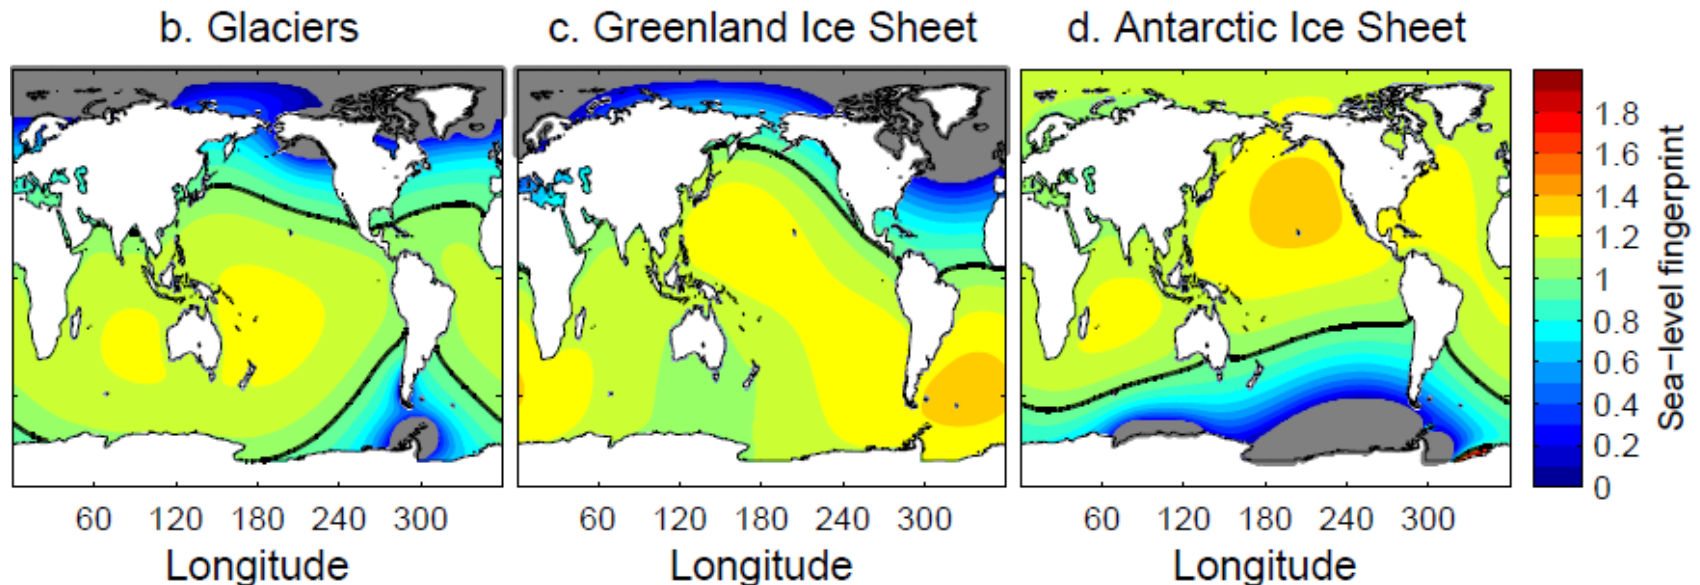 b. Glaciers
c. Greenland Ice Sheet
d. Antarctic Ice Sheet
60 120 180 240 300
60 120 180 240 300
60 120 180 240 300
Longitude
Longitude
Longitude
1.8
1.6
1.4
1.2
1
0.8
0.6
0.4
0.2
0
Sea-level fingerprint